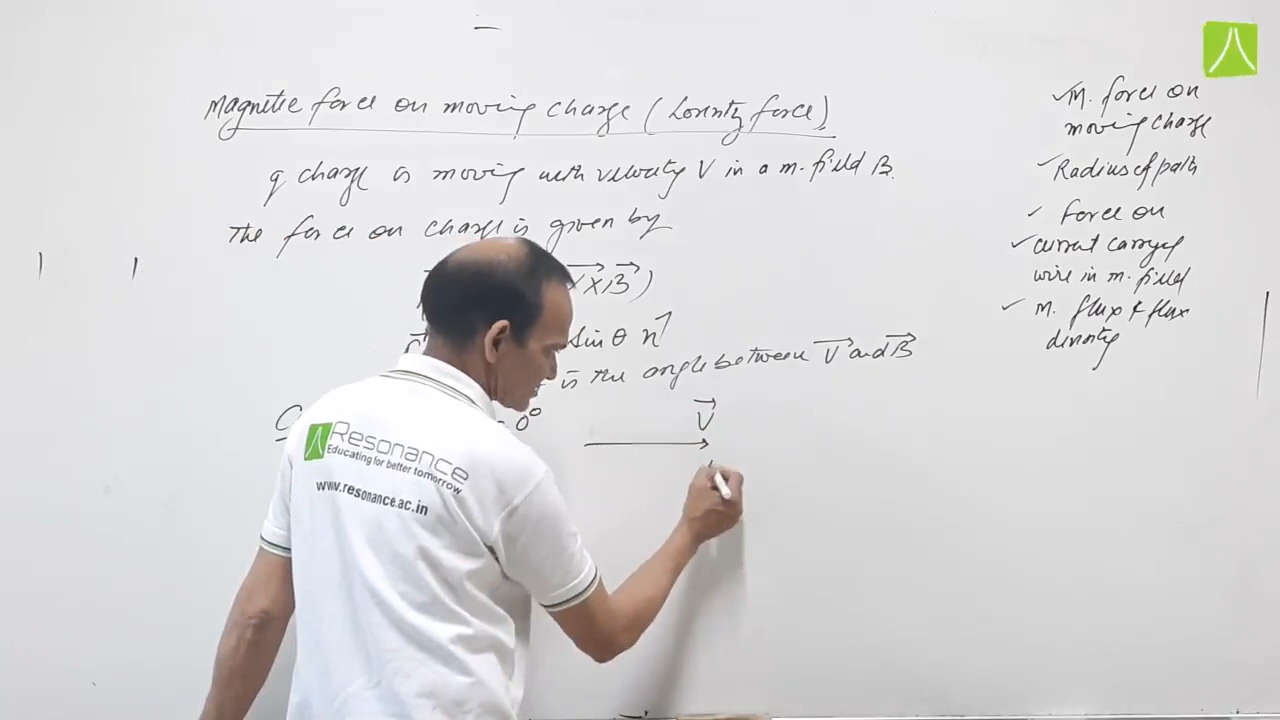 Magnetic force on moving charge (Lorentz force)
q charge is moving with velocity V in a m. field B.
The force on charge is given by
V⃗ X B⃗ )
Sin θ n⃗
is the angle between V⃗ and B⃗
C
0°
V⃗
M. force on
moving charge
Radius of path
Force on
current carrying
wire in m. field
M. flux & flux
density
Resonance
Educating for better tomorrow
www.resonance.ac.in